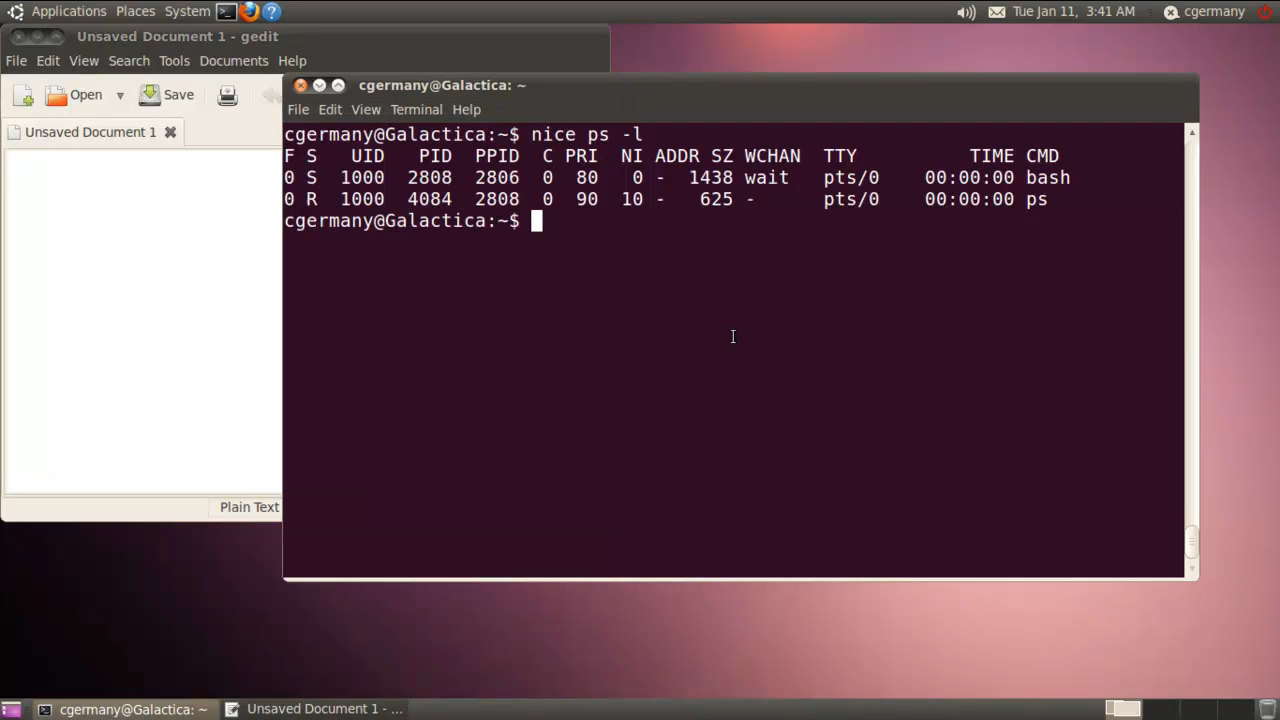 Applications Places System Tue Jan 11, 3:41 AM cgermany
Unsaved Document 1 - gedit
File Edit View Search Tools Documents Help
Open Save
Unsaved Document 1
Plain Text
cgermany@Galactica: ~
File Edit View Terminal Help
cgermany@Galactica:~$ nice ps -l
F S UID PID PPID C PRI NI ADDR SZ WCHAN TTY TIME CMD
0 S 1000 2808 2806 0 80 0 - 1438 wait pts/0 00:00:00 bash
0 R 1000 4084 2808 0 90 10 - 625 - pts/0 00:00:00 ps
cgermany@Galactica:~$
cgermany@Galactica: ~ Unsaved Document 1 - ...